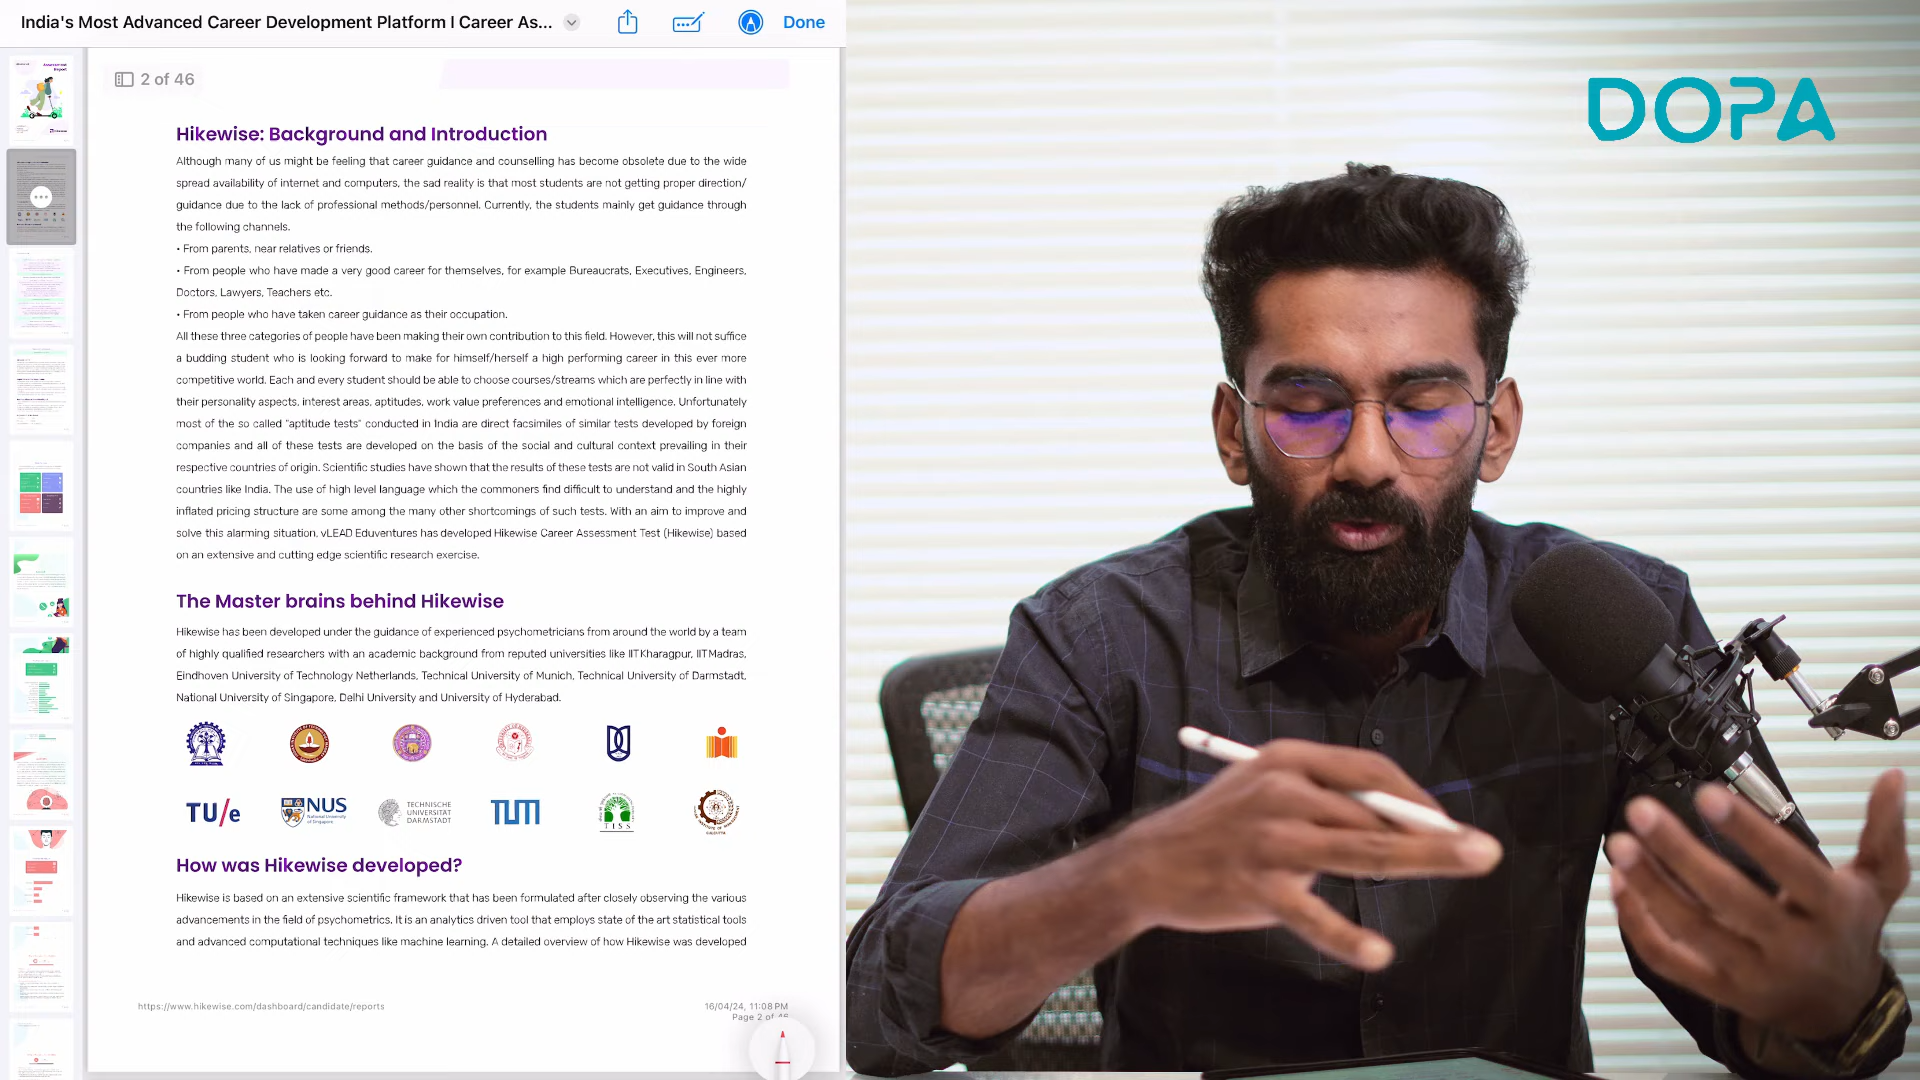 India's Most Advanced Career Development Platform I Career As...
Done
2 of 46
DOPA
Hikewise: Background and Introduction
Although many of us might be feeling that career guidance and counselling has become obsolete due to the wide
spread availability of internet and computers, the sad reality is that most students are not getting proper direction/
guidance due to the lack of professional methods/personnel. Currently, the students mainly get guidance through
the following channels.
• From parents, near relatives or friends.
• From people who have made a very good career for themselves, for example Bureaucrats, Executives, Engineers,
Doctors, Lawyers, Teachers etc.
• From people who have taken career guidance as their occupation.
All these three categories of people have been making their own contribution to this field. However, this will not suffice
a budding student who is looking forward to make for himself/herself a high performing career in this ever more
competitive world. Each and every student should be able to choose courses/streams which are perfectly in line with
their personality aspects, interest areas, aptitudes, work value preferences and emotional intelligence. Unfortunately
most of the so called "aptitude tests" conducted in India are direct facsimiles of similar tests developed by foreign
companies and all of these tests are developed on the basis of the social and cultural context prevailing in their
respective countries of origin. Scientific studies have shown that the results of these tests are not valid in South Asian
countries like India. The use of high level language which the commoners find difficult to understand and the highly
inflated pricing structure are some among the many other shortcomings of such tests. With an aim to improve and
solve this alarming situation, vLEAD Eduventures has developed Hikewise Career Assessment Test (Hikewise) based
on an extensive and cutting edge scientific research exercise.
The Master brains behind Hikewise
Hikewise has been developed under the guidance of experienced psychometricians from around the world by a team
of highly qualified researchers with an academic background from reputed universities like IIT Kharagpur, IIT Madras,
Eindhoven University of Technology Netherlands, Technical University of Munich, Technical University of Darmstadt,
National University of Singapore, Delhi University and University of Hyderabad.
TU/e
NUS
National University
of Singapore
TECHNISCHE
UNIVERSITÄT
DARMSTADT
TUM
TISS
How was Hikewise developed?
Hikewise is based on an extensive scientific framework that has been formulated after closely observing the various
advancements in the field of psychometrics. It is an analytics driven tool that employs state of the art statistical tools
and advanced computational techniques like machine learning. A detailed overview of how Hikewise was developed
https://www.hikewise.com/dashboard/candidate/reports
16/04/24, 11:08 PM
Page 2 of 46